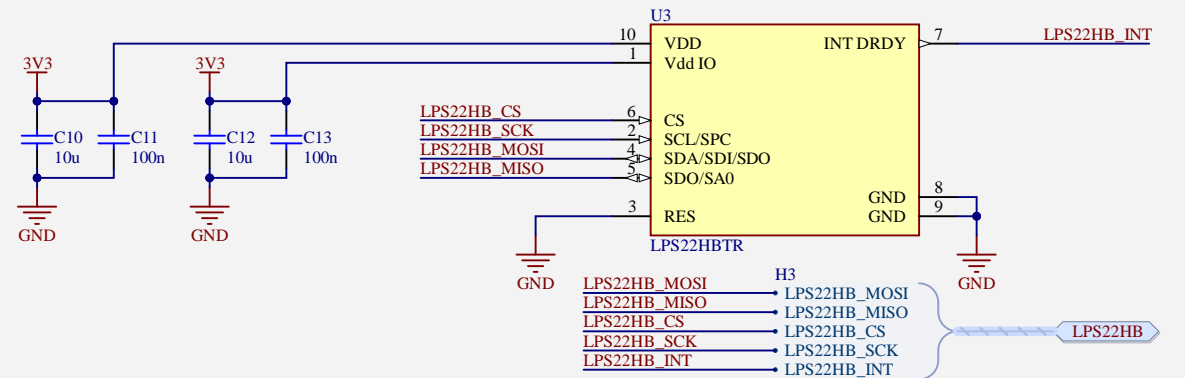 U3
10 VDD INT DRDY 7 LPS22HB_INT
1 Vdd IO
3V3 3V3
C10 C11 C12 C13
10u 100n 10u 100n
LPS22HB_CS 6 CS
LPS22HB_SCK 2 SCL/SPC
LPS22HB_MOSI 4 SDA/SDI/SDO
LPS22HB_MISO 5 SDO/SA0
GND 8
3 RES GND 9
GND GND
LPS22HBTR
GND GND
H3
LPS22HB_MOSI LPS22HB_MOSI
LPS22HB_MISO LPS22HB_MISO
LPS22HB_CS LPS22HB_CS LPS22HB
LPS22HB_SCK LPS22HB_SCK
LPS22HB_INT LPS22HB_INT